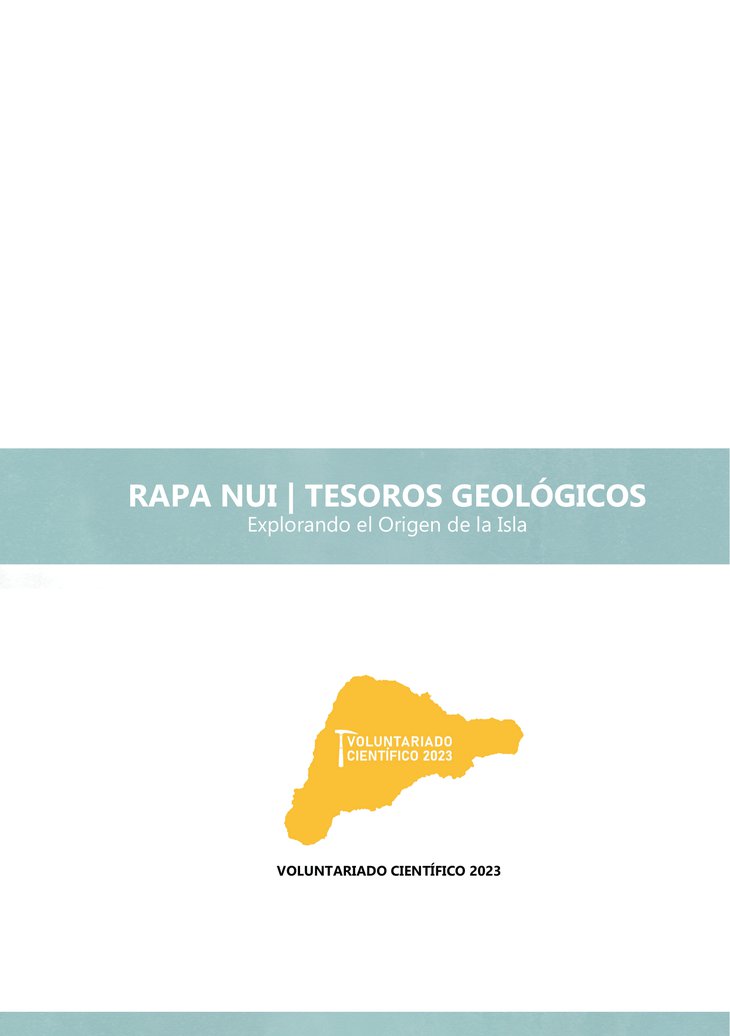 RAPA NUI | TESOROS GEOLÓGICOS
Explorando el Origen de la Isla
VOLUNTARIADO
CIENTÍFICO 2023
VOLUNTARIADO CIENTÍFICO 2023